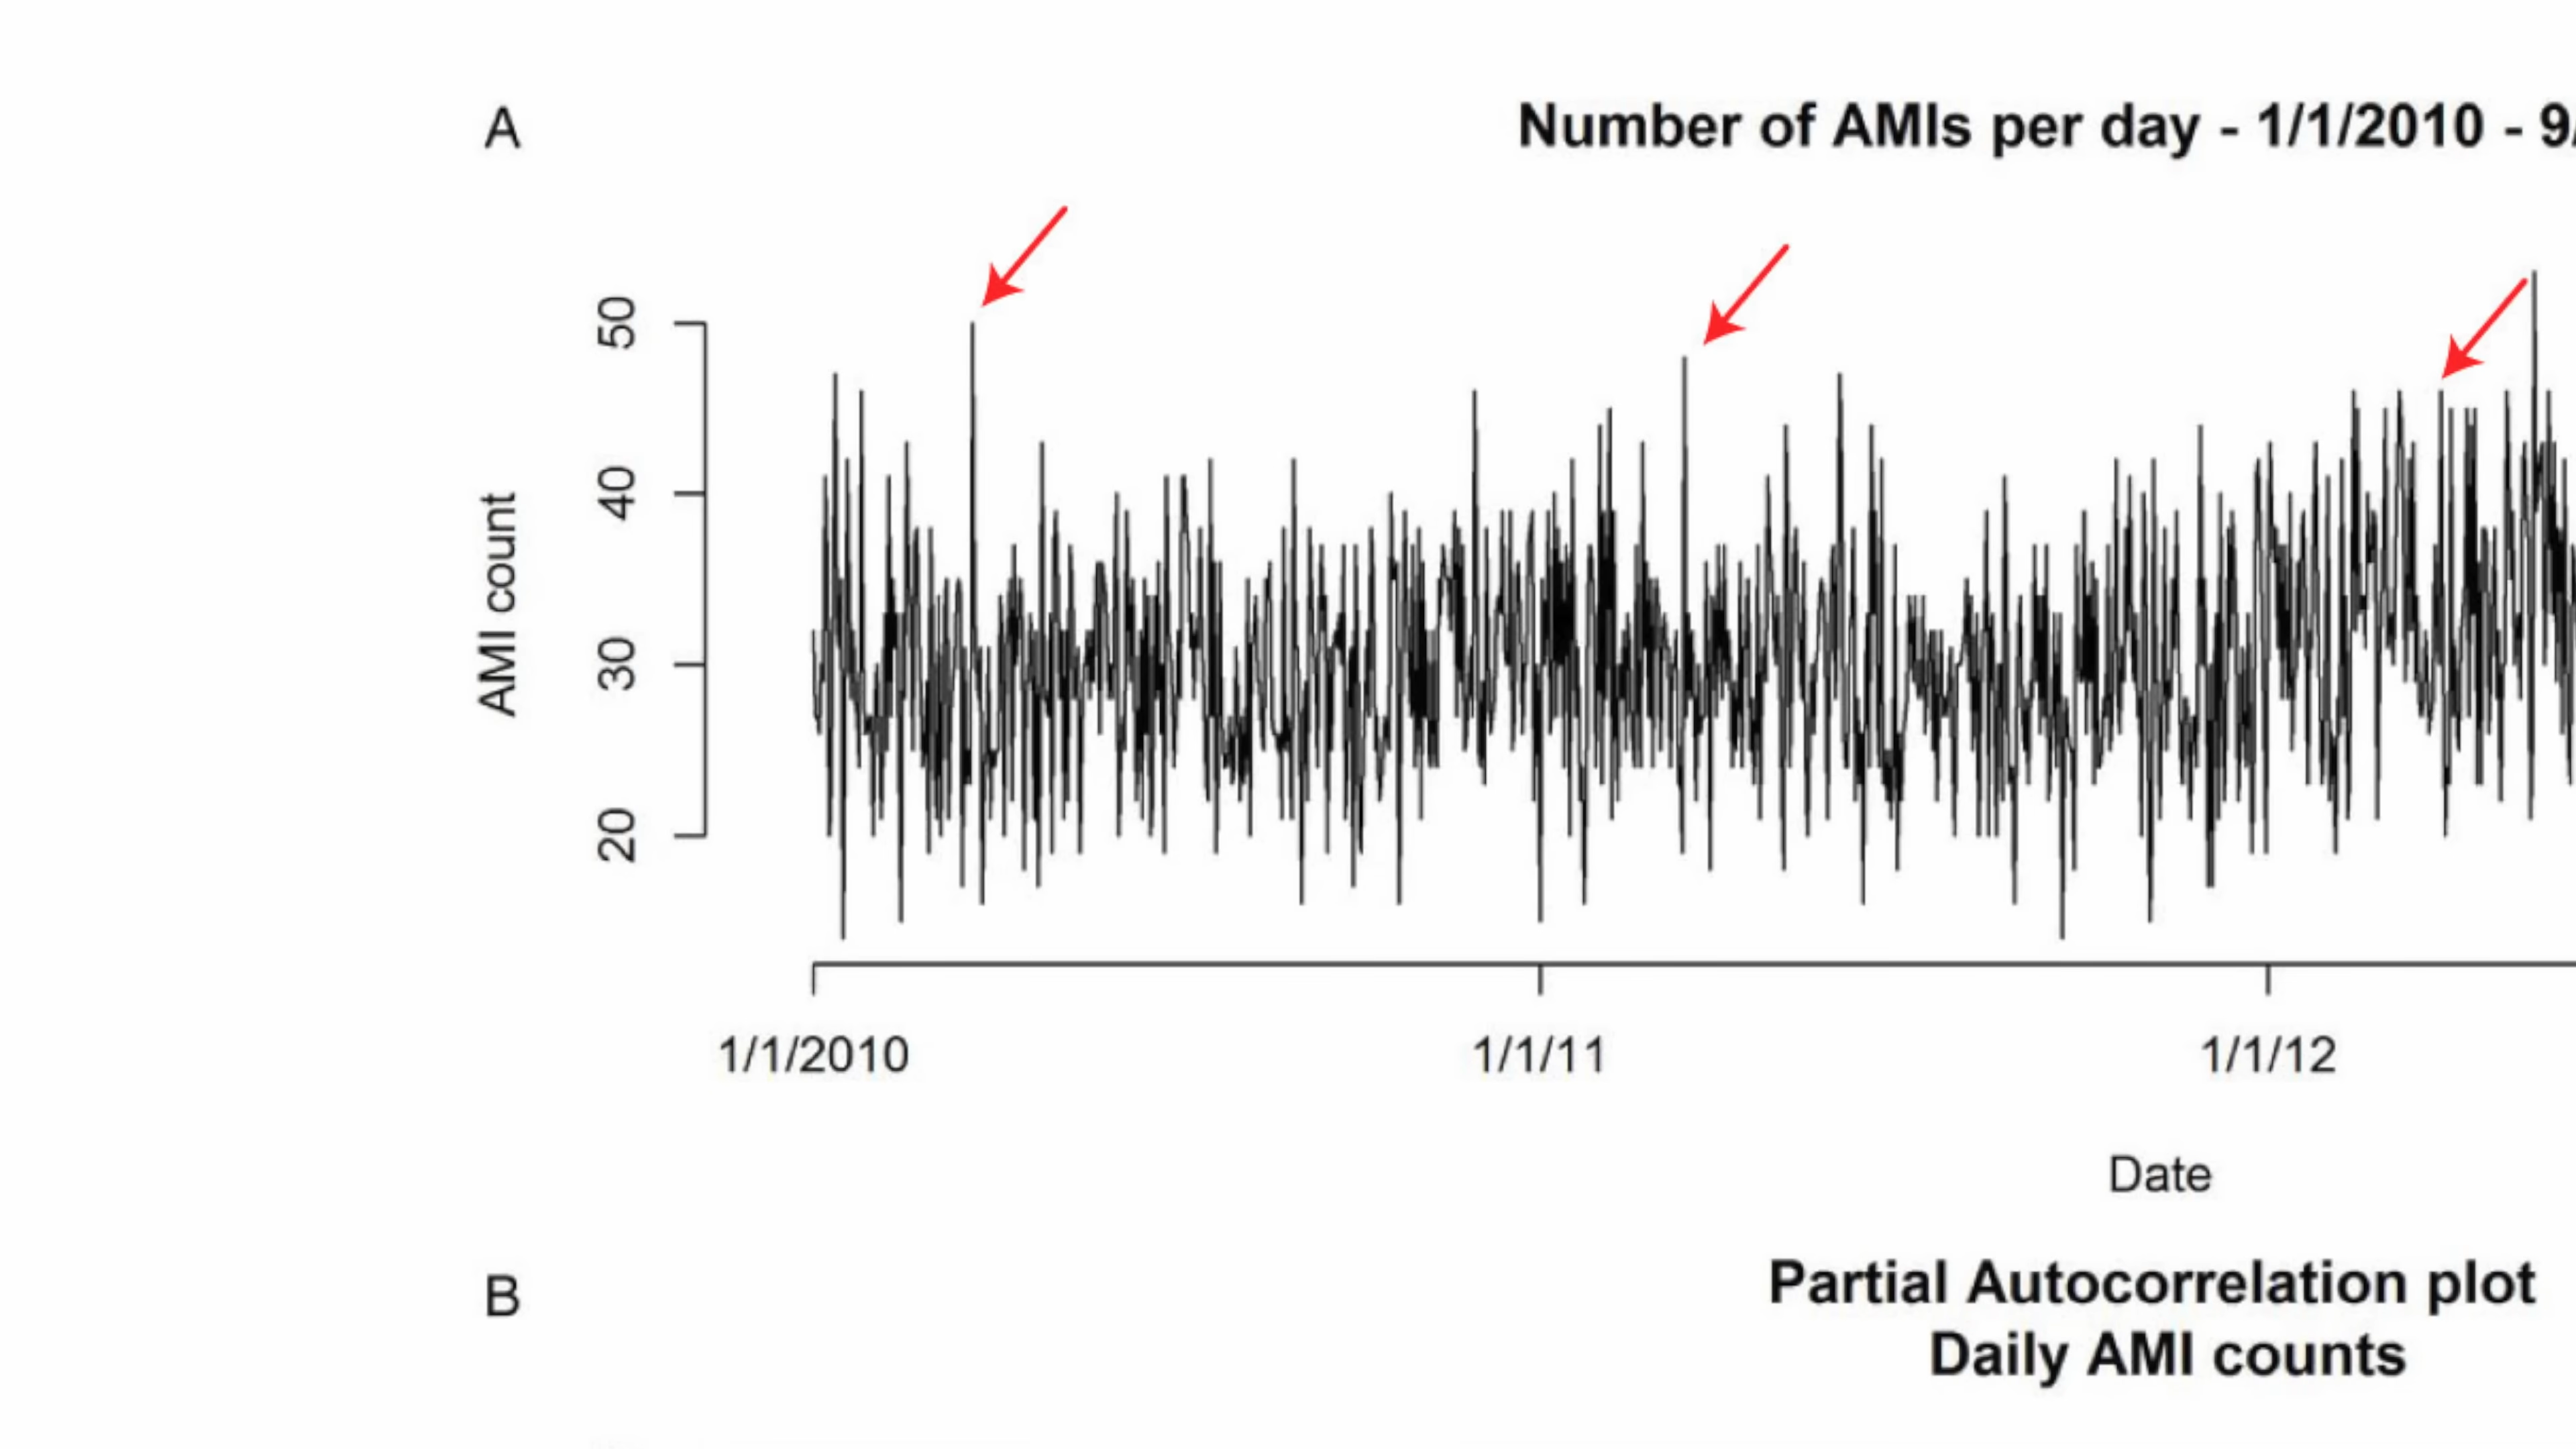 A
Number of AMIs per day - 1/1/2010 - 9/
50
40
30
20
AMI count
1/1/2010
1/1/11
1/1/12
Date
B
Partial Autocorrelation plot
Daily AMI counts